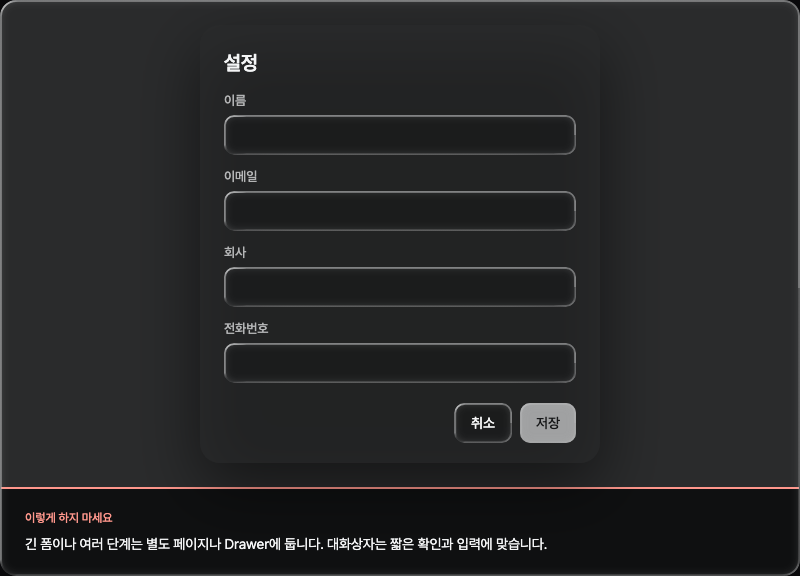 설정
이름
이메일
회사
전화번호
취소
저장
이렇게 하지 마세요
긴 폼이나 여러 단계는 별도 페이지나 Drawer에 둡니다. 대화상자는 짧은 확인과 입력에 맞습니다.